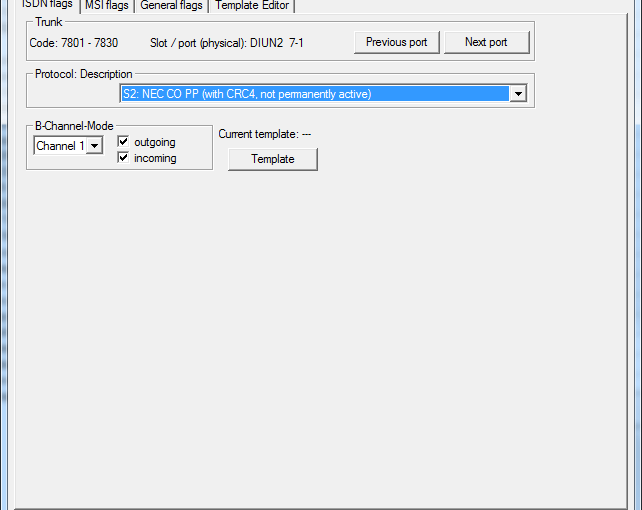 ISDN flags MSI flags General flags Template Editor
Trunk
Code: 7801 - 7830 Slot / port (physical): DIUN2 7-1 Previous port Next port
Protocol: Description
S2: NEC CO PP (with CRC4, not permanently active)
B-Channel-Mode
Channel 1 outgoing
incoming
Current template: ---
Template